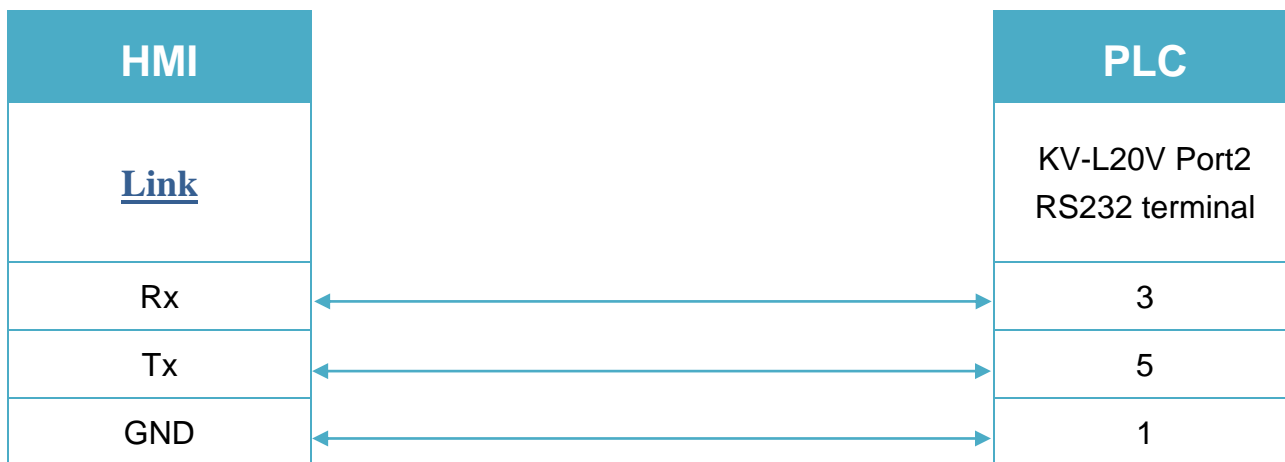 HMI PLC
Link KV-L20V Port2
RS232 terminal
Rx 3
Tx 5
GND 1